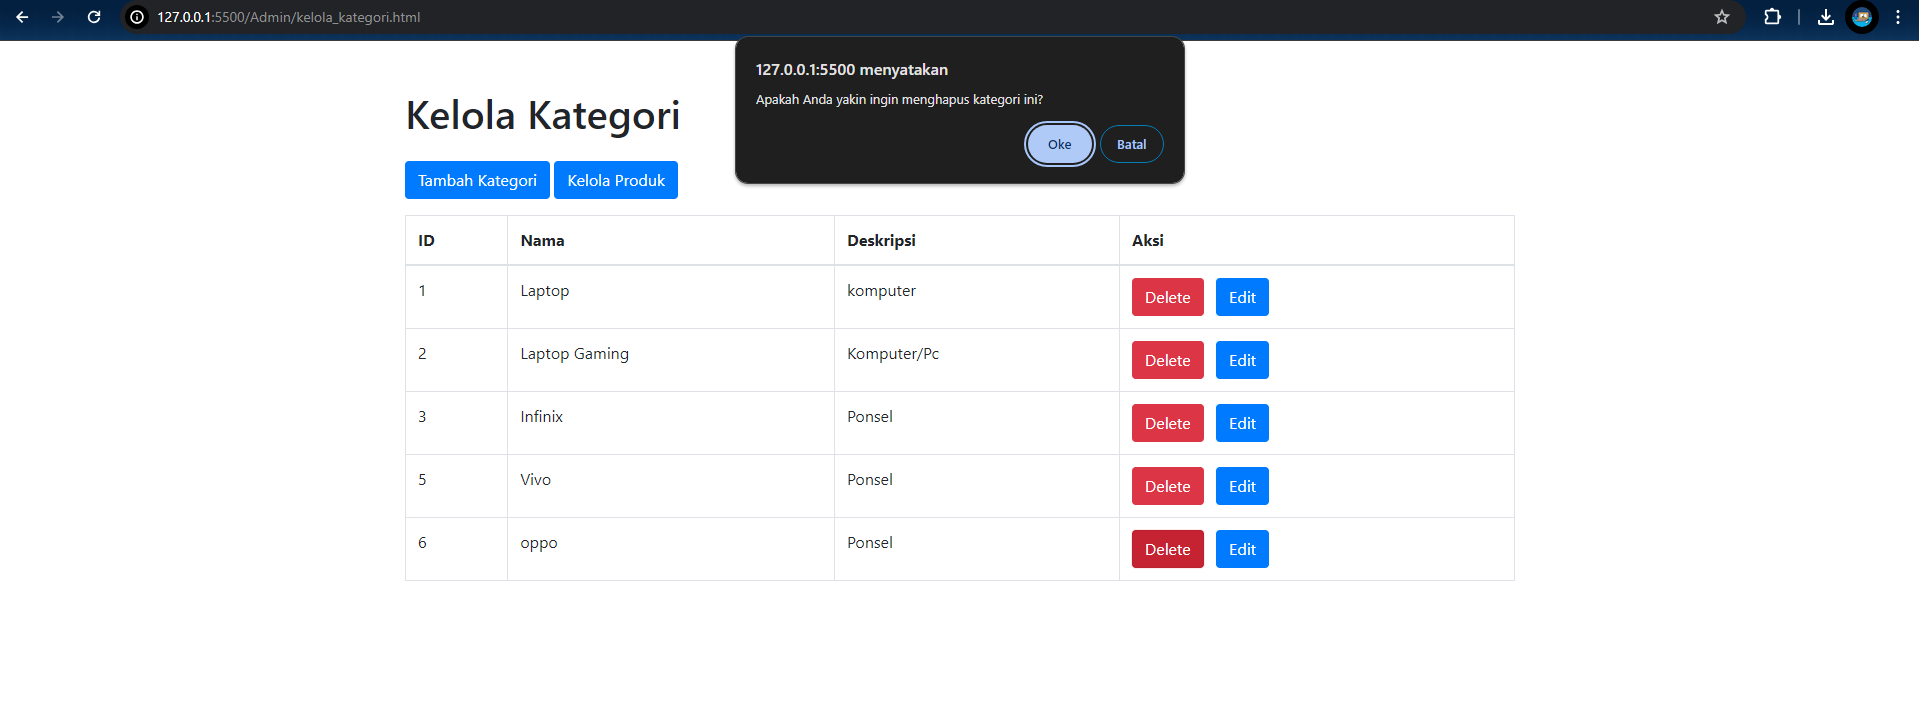 127.0.0.1:5500/Admin/kelola_kategori.html
127.0.0.1:5500 menyatakan
Apakah Anda yakin ingin menghapus kategori ini?
Oke Batal
Kelola Kategori
Tambah Kategori Kelola Produk
ID Nama Deskripsi Aksi
1 Laptop komputer Delete Edit
2 Laptop Gaming Komputer/Pc Delete Edit
3 Infinix Ponsel Delete Edit
5 Vivo Ponsel Delete Edit
6 oppo Ponsel Delete Edit